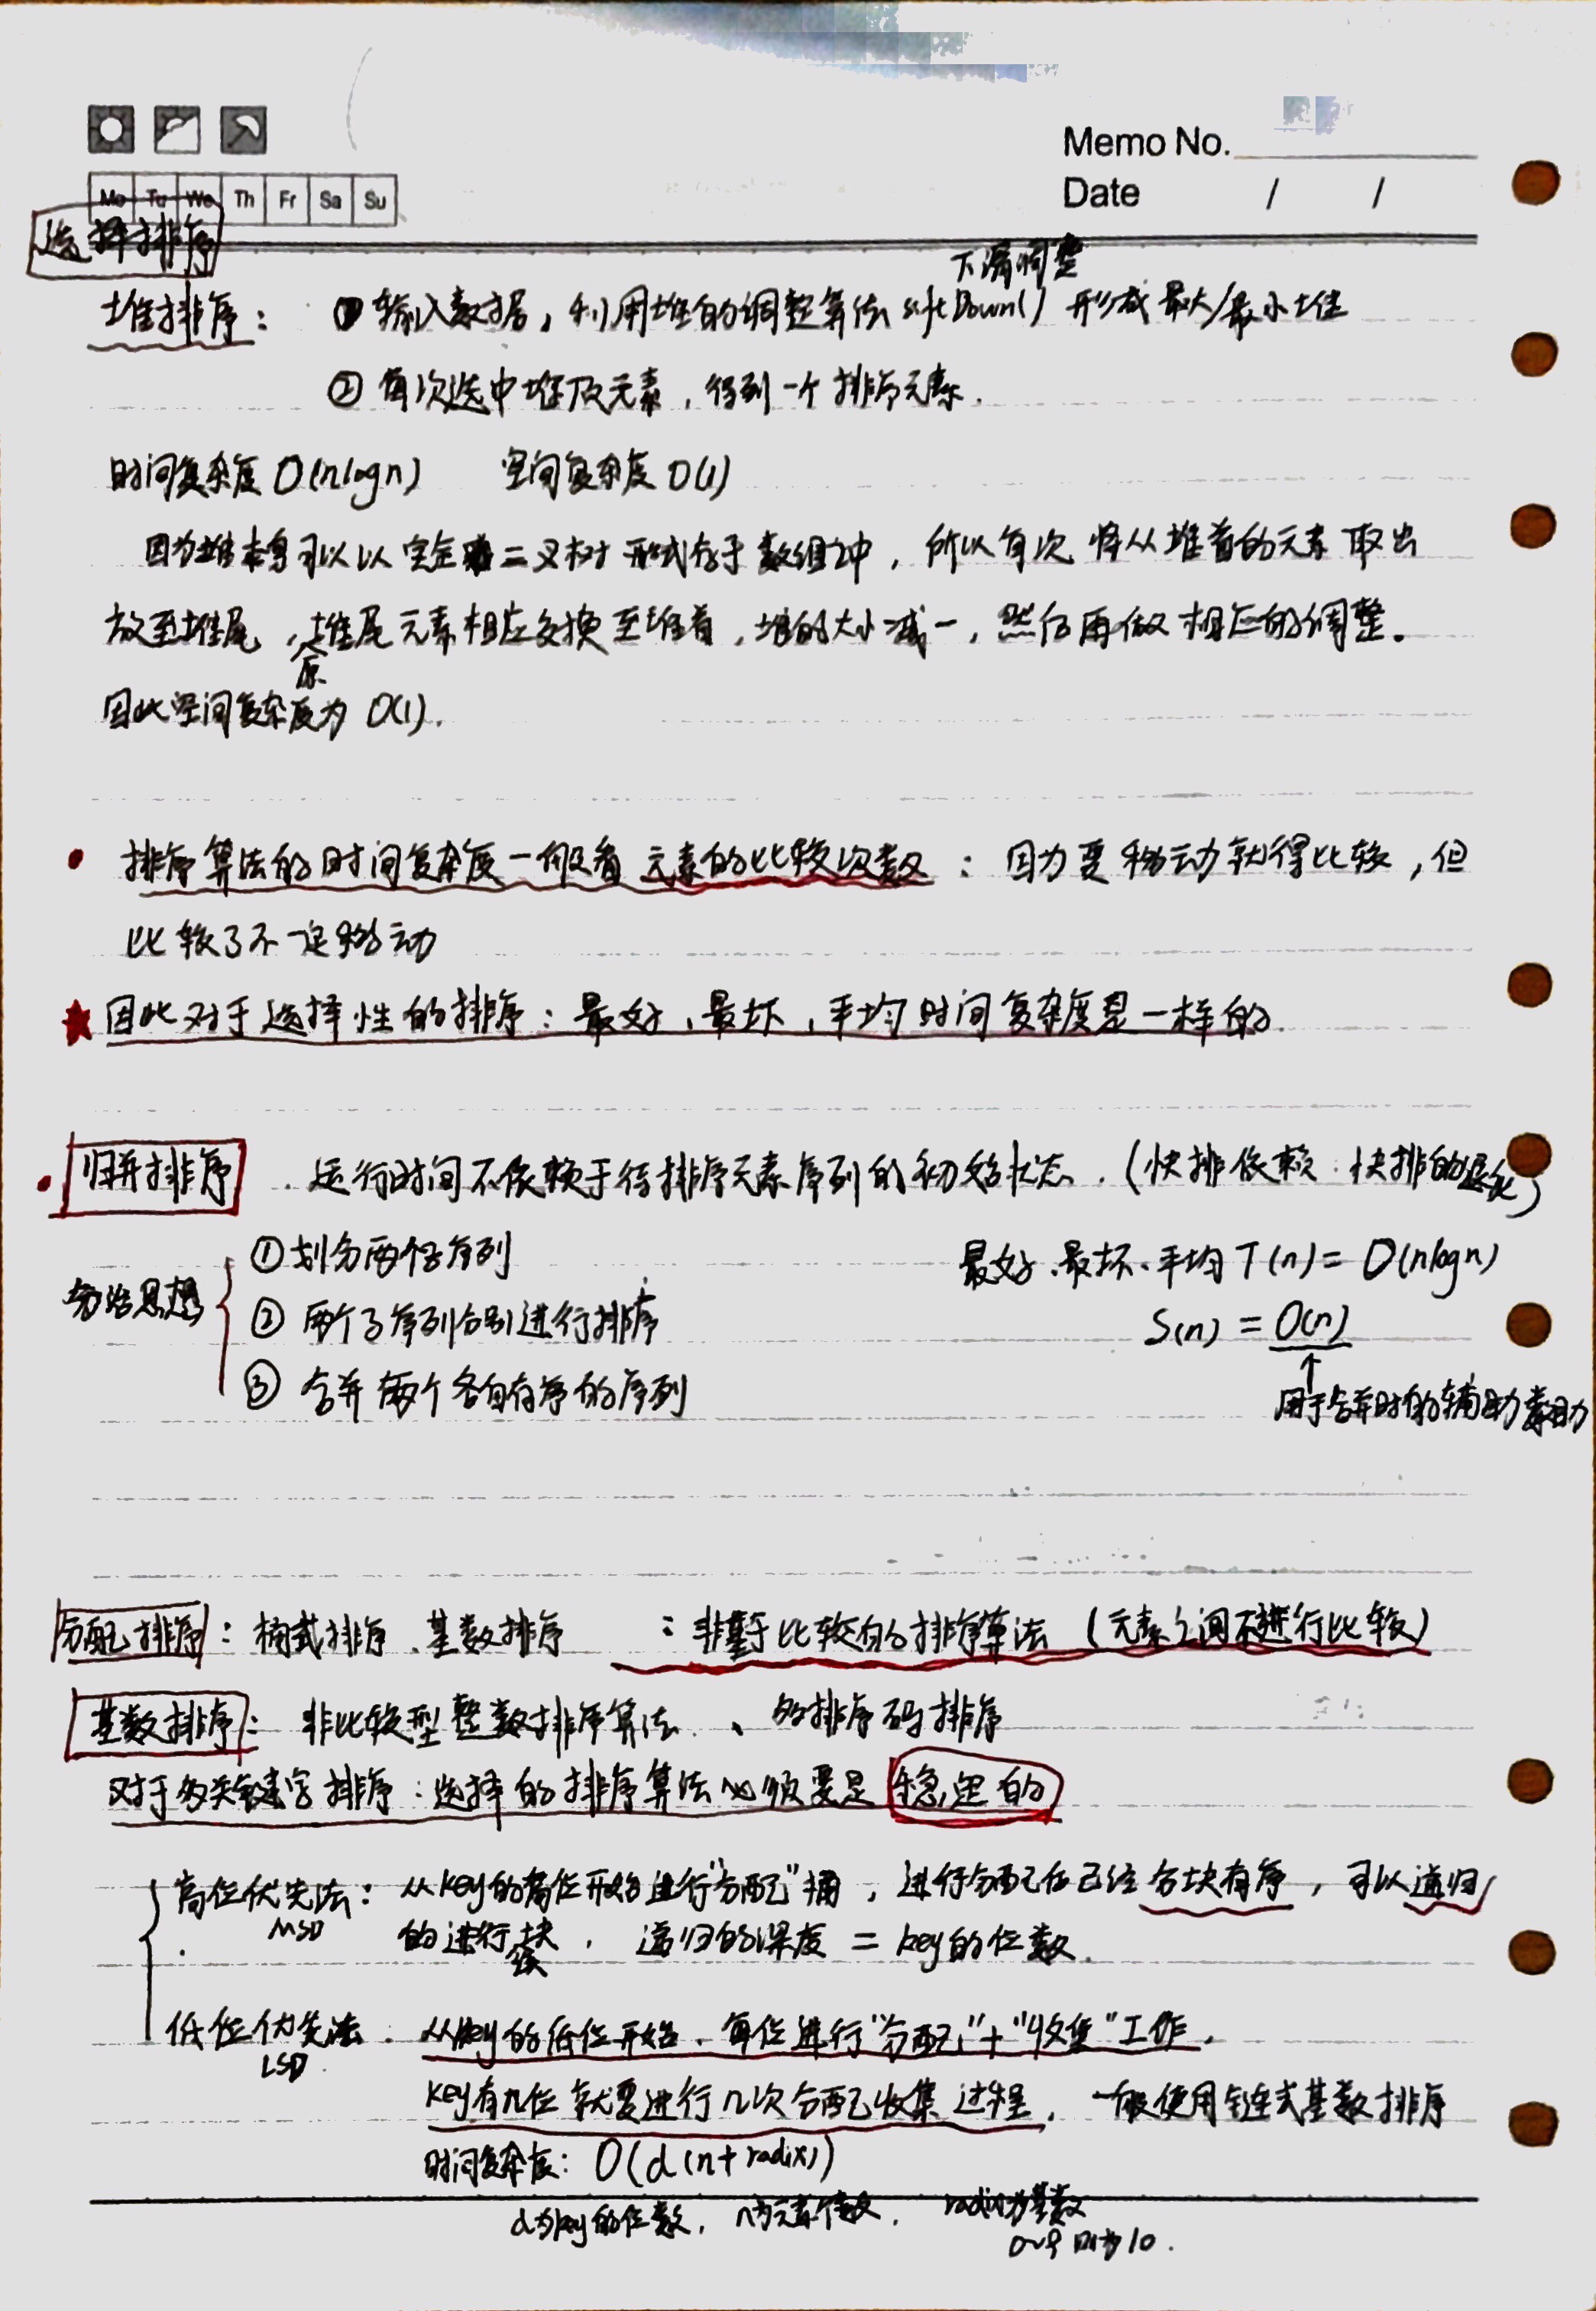 Memo No.
Mo Tu We Th Fr Sa Su
Date / /
选择排序
下滑调整
堆排序： ① 输入数据，利用堆的调整算法 siftDown() 形成最大/最小堆
② 每次选中堆顶元素，得到一个排序元素.
时间复杂度 O(nlogn) 空间复杂度 O(1)
因为堆本身可以以完全二叉树形式存于数组之中，所以每次将从堆首的元素取出
放至堆尾，原堆尾元素相应交换至堆首，堆的大小减一，然后再做相应的调整。
因此空间复杂度为 O(1).
排序算法的时间复杂度一般看元素的比较次数：因为要移动就得比较，但
比较了不一定移动
★因此对于选择性的排序：最好、最坏、平均时间复杂度是一样的.
归并排序 . 运行时间不依赖于待排序元素序列的初始状态.（快排依赖 快排的退化）
分治思想
① 划分两个子序列
② 两个子序列分别进行排序
③ 合并两个各自有序的序列
最好.最坏.平均 T(n) = O(nlogn)
S(n) = O(n)
↑
用于合并时的辅助数组
分配排序：桶式排序、基数排序 ：非基于比较的排序算法（元素之间不进行比较）
基数排序： 非比较型整数排序算法 、多排序码排序
对于多关键字排序：选择的排序算法必须要是稳定的
高位优先法： 从key的高位开始进行"分配"桶，进行分配后已经各块有序，可以递归
MSD
的进行块， 递归的深度 = key的位数.
低位优先法. 从key的低位开始. 每位进行"分配"+"收集"工作，
LSD
key有几位就要进行几次分配收集过程. 一般使用链式基数排序
时间复杂度：O(d(n+radix))
d为key的位数，n为元素个数， radix为基数
0~9则为10.